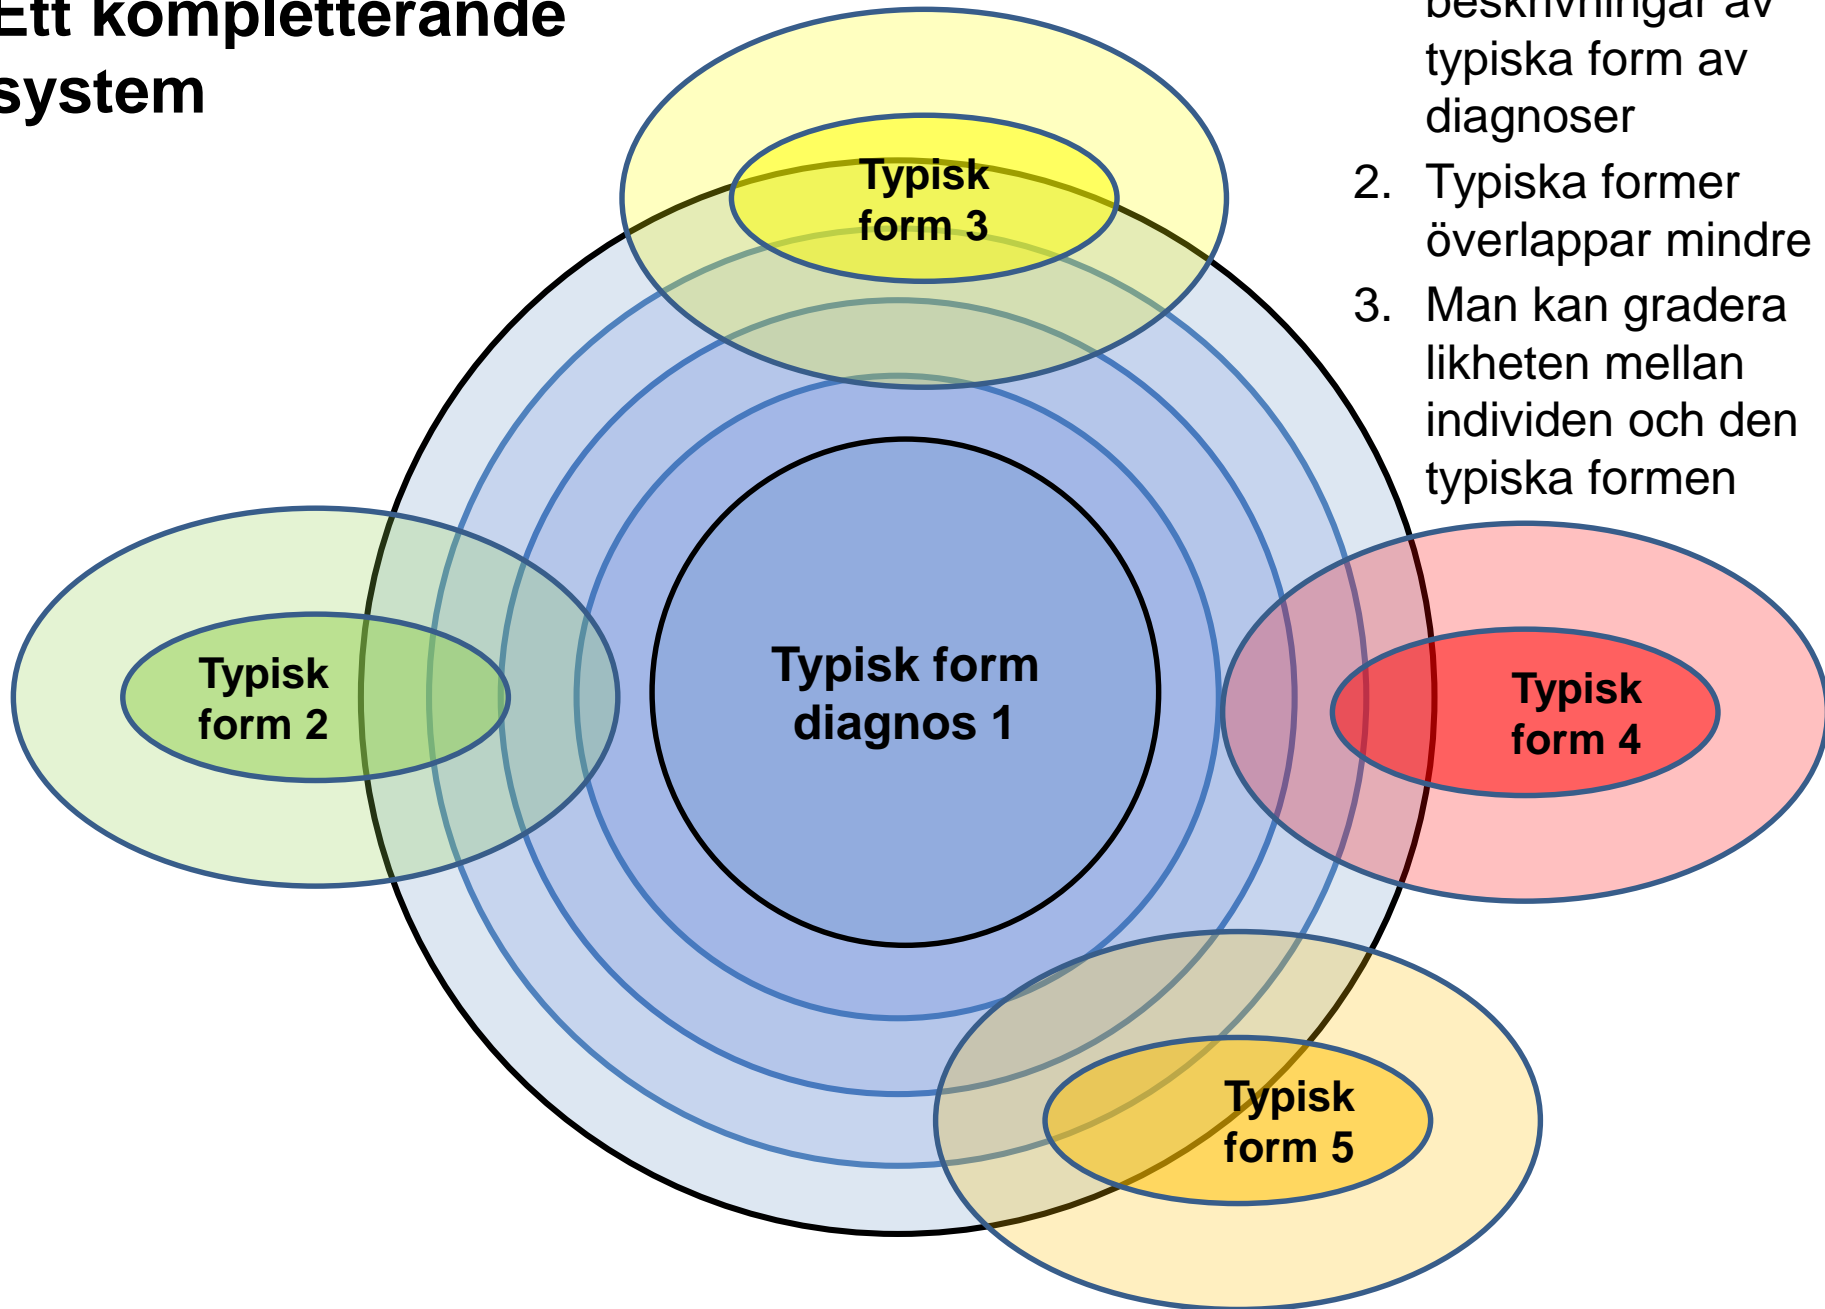 Ett kompletterande
system
beskrivningar av
typiska form av
diagnoser
2. Typiska former
överlappar mindre
3. Man kan gradera
likheten mellan
individen och den
typiska formen
Typisk
form 3
Typisk
form 2
Typisk form
diagnos 1
Typisk
form 4
Typisk
form 5